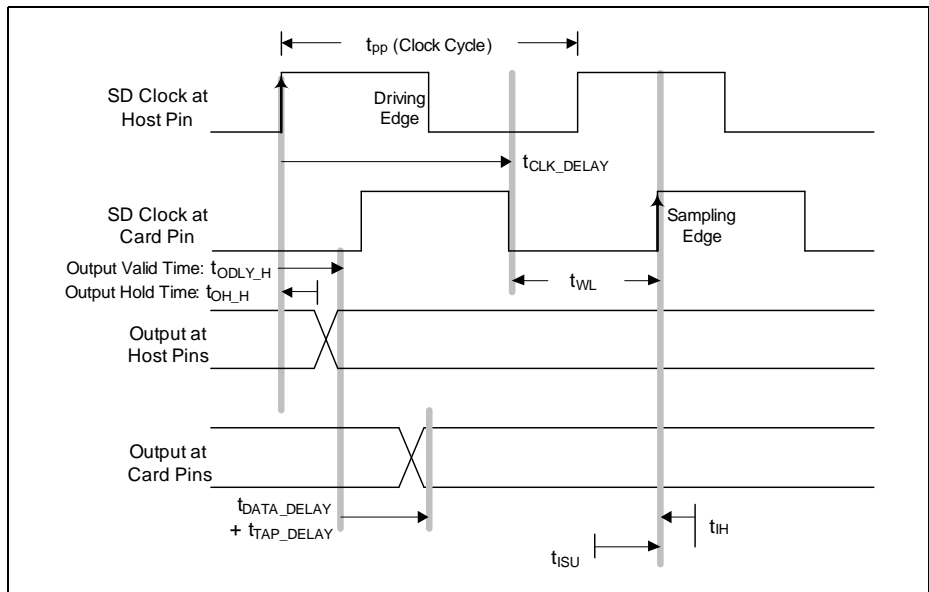 tPP (Clock Cycle)
SD Clock at
Host Pin
Driving
Edge
tCLK_DELAY
SD Clock at
Card Pin
Sampling
Edge
Output Valid Time: tODLY_H
Output Hold Time: tOH_H
tWL
Output at
Host Pins
Output at
Card Pins
tDATA_DELAY
+ tTAP_DELAY
tIH
tISU